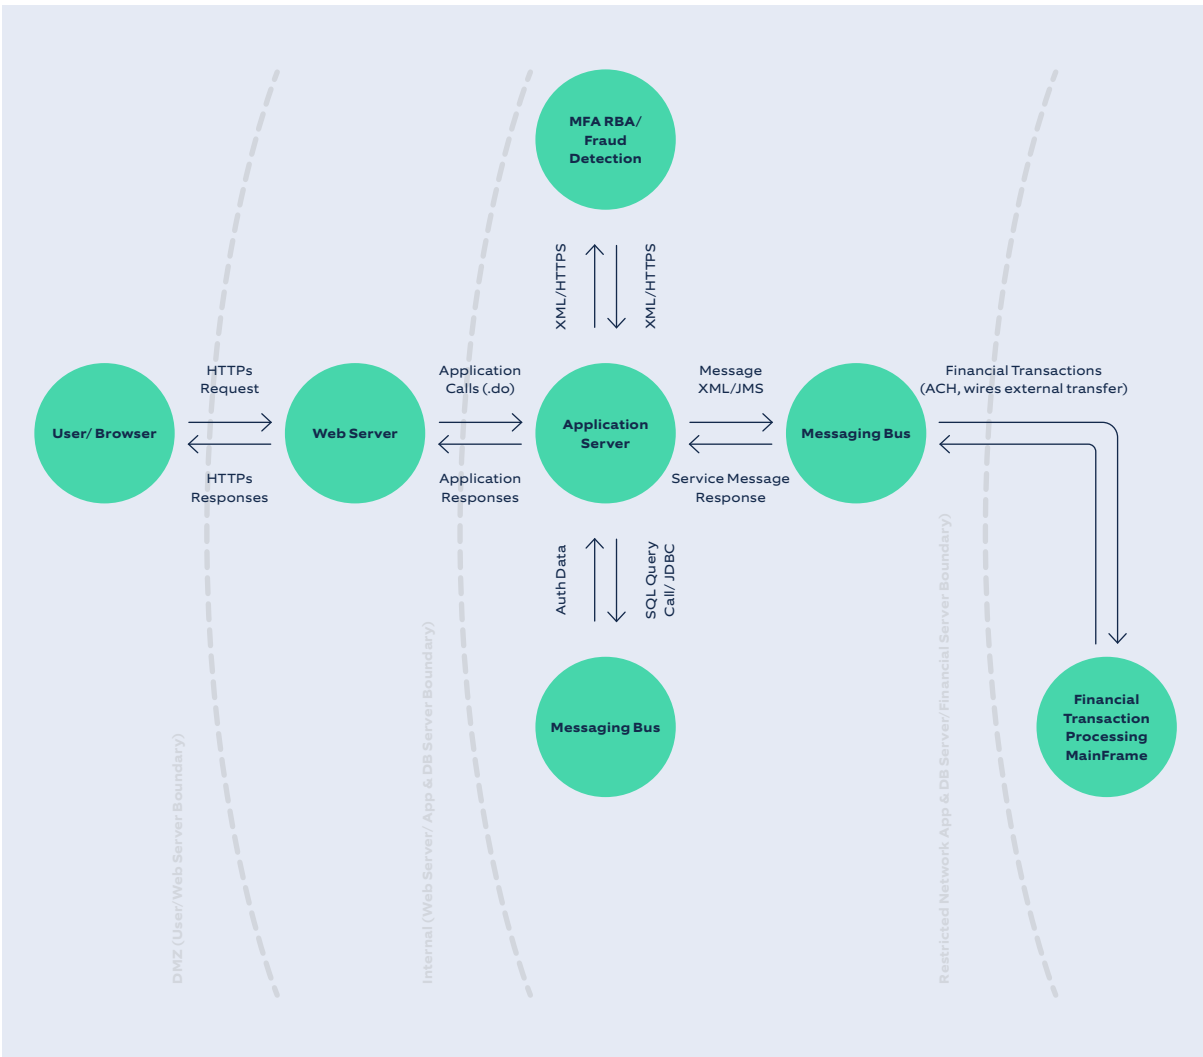 MFA RBA/
Fraud
Detection
XML/HTTPS
XML/HTTPS
HTTPs
Request
Application
Calls (.do)
Message
XML/JMS
Financial Transactions
(ACH, wires external transfer)
User/ Browser
Web Server
Application
Server
Messaging Bus
HTTPs
Responses
Application
Responses
Service Message
Response
Auth Data
SQL Query
Call/ JDBC
Messaging Bus
Financial
Transaction
Processing
MainFrame
DMZ (User/Web Server Boundary)
Internal (Web Server/ App & DB Server Boundary)
Restricted Network App & DB Server/Financial Server Boundary)